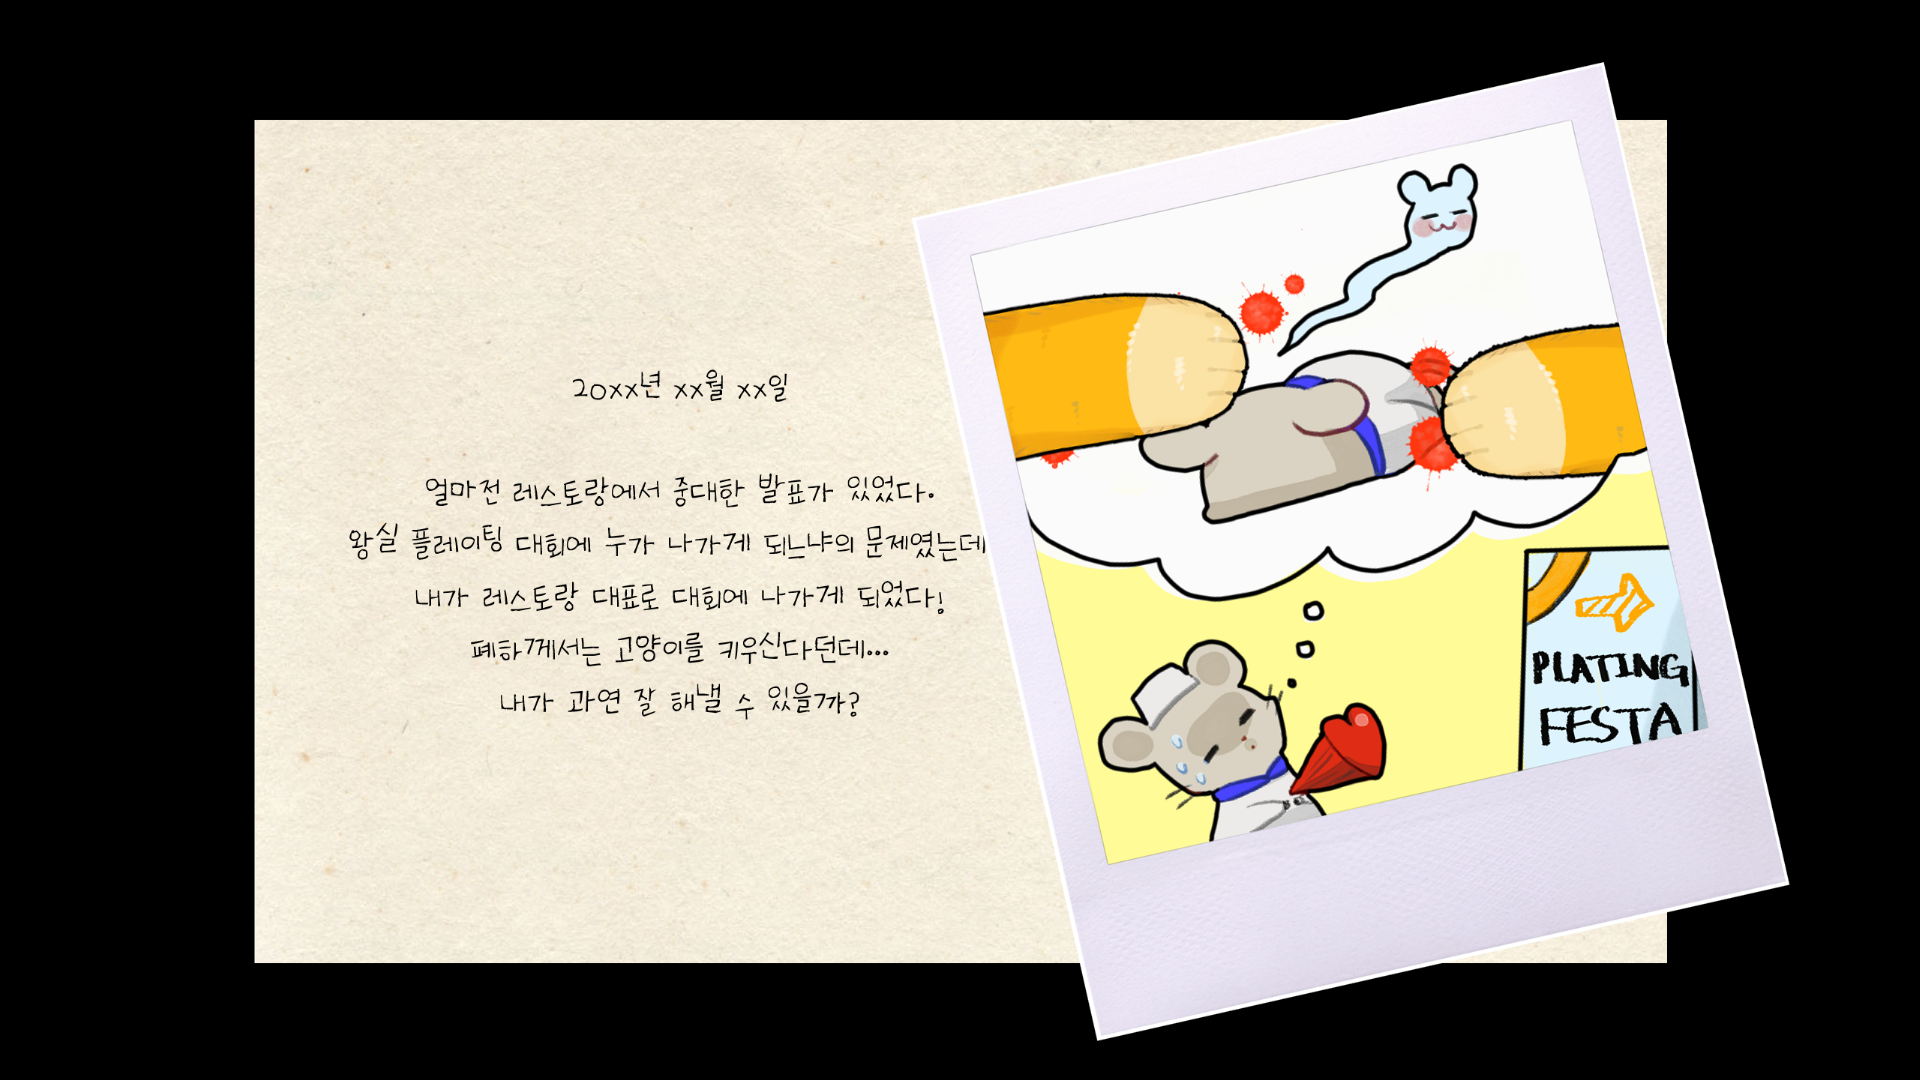 20xx년 xx월 xx일
얼마전 레스토랑에서 중대한 발표가 있었다.
왕실 플레이팅 대회에 누가 나가게 되느냐의 문제였는데
내가 레스토랑 대표로 대회에 나가게 되었다!
폐하께서는 고양이를 키우신다던데...
내가 과연 잘 해낼 수 있을까?
PLATING
FESTA